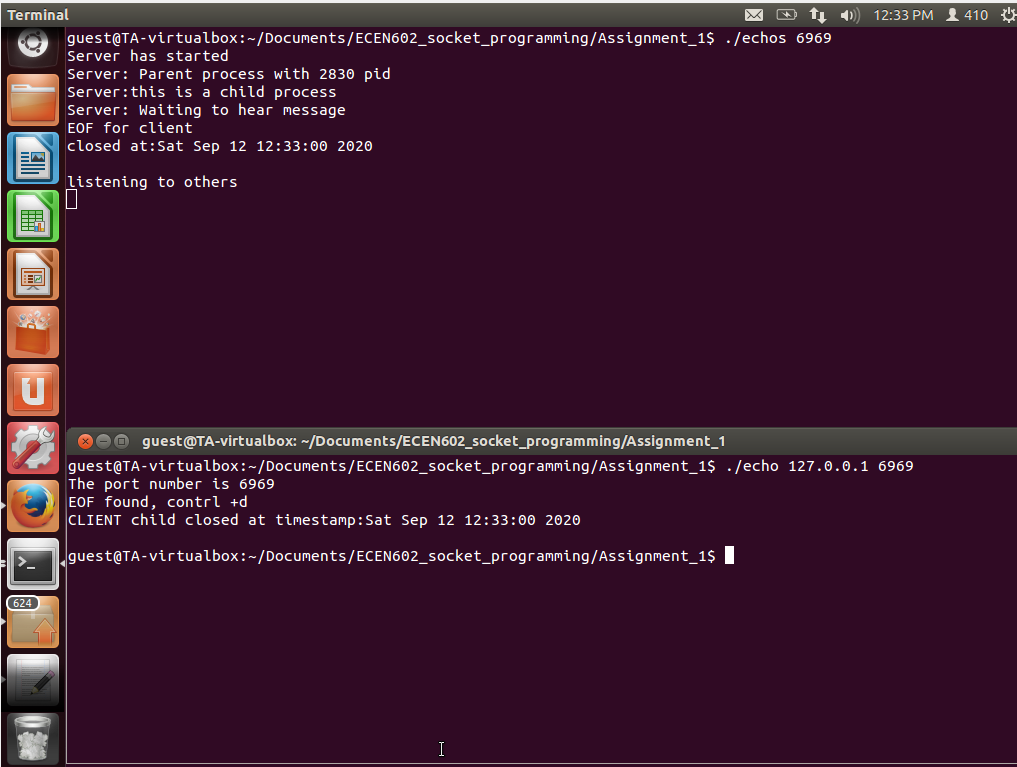 Terminal
12:33 PM 410
guest@TA-virtualbox:~/Documents/ECEN602_socket_programming/Assignment_1$ ./echos 6969
Server has started
Server: Parent process with 2830 pid
Server:this is a child process
Server: Waiting to hear message
EOF for client
closed at:Sat Sep 12 12:33:00 2020
listening to others
guest@TA-virtualbox: ~/Documents/ECEN602_socket_programming/Assignment_1
guest@TA-virtualbox:~/Documents/ECEN602_socket_programming/Assignment_1$ ./echo 127.0.0.1 6969
The port number is 6969
EOF found, contrl +d
CLIENT child closed at timestamp:Sat Sep 12 12:33:00 2020
guest@TA-virtualbox:~/Documents/ECEN602_socket_programming/Assignment_1$
624